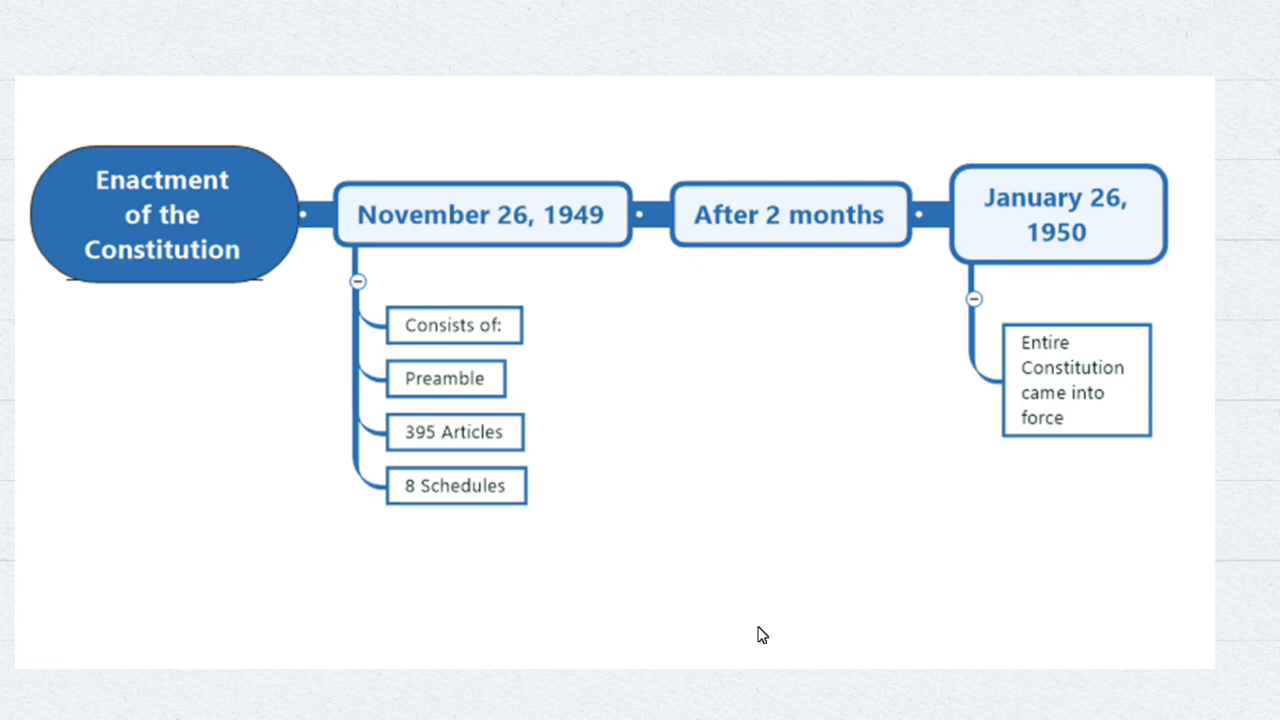 Enactment
of the
Constitution
November 26, 1949
After 2 months
January 26,
1950
Consists of:
Preamble
395 Articles
8 Schedules
Entire
Constitution
came into
force